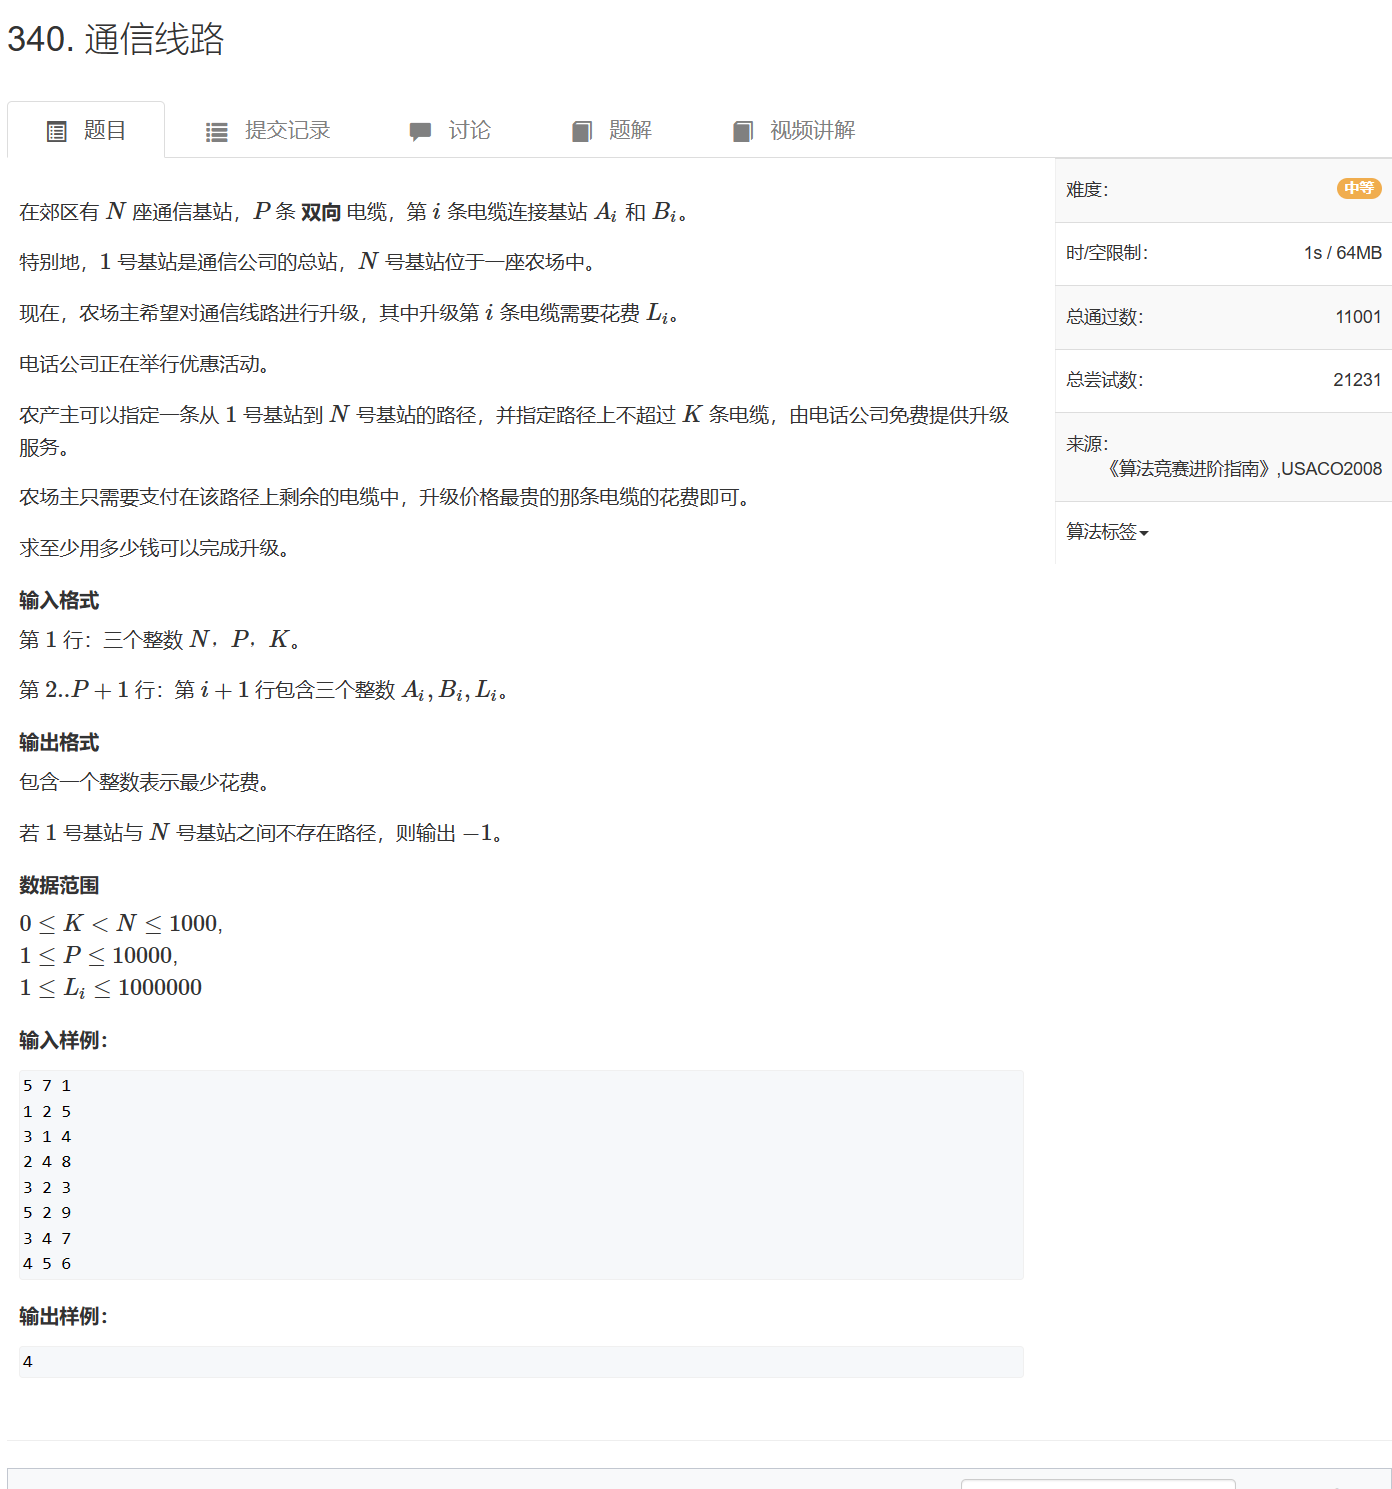 340. 通信线路
题目 提交记录 讨论 题解 视频讲解
在郊区有 N 座通信基站，P 条 双向 电缆，第 i 条电缆连接基站 Aᵢ 和 Bᵢ。
特别地，1 号基站是通信公司的总站，N 号基站位于一座农场中。
现在，农场主希望对通信线路进行升级，其中升级第 i 条电缆需要花费 Lᵢ。
电话公司正在举行优惠活动。
农产主可以指定一条从 1 号基站到 N 号基站的路径，并指定路径上不超过 K 条电缆，由电话公司免费提供升级
服务。
农场主只需要支付在该路径上剩余的电缆中，升级价格最贵的那条电缆的花费即可。
求至少用多少钱可以完成升级。
输入格式
第 1 行：三个整数 N，P，K。
第 2..P + 1 行：第 i + 1 行包含三个整数 Aᵢ, Bᵢ, Lᵢ。
输出格式
包含一个整数表示最少花费。
若 1 号基站与 N 号基站之间不存在路径，则输出 −1。
数据范围
0 ≤ K < N ≤ 1000,
1 ≤ P ≤ 10000,
1 ≤ Lᵢ ≤ 1000000
输入样例：
5 7 1
1 2 5
3 1 4
2 4 8
3 2 3
5 2 9
3 4 7
4 5 6
输出样例：
4
难度： 中等
时/空限制： 1s / 64MB
总通过数： 11001
总尝试数： 21231
来源：
《算法竞赛进阶指南》,USACO2008
算法标签